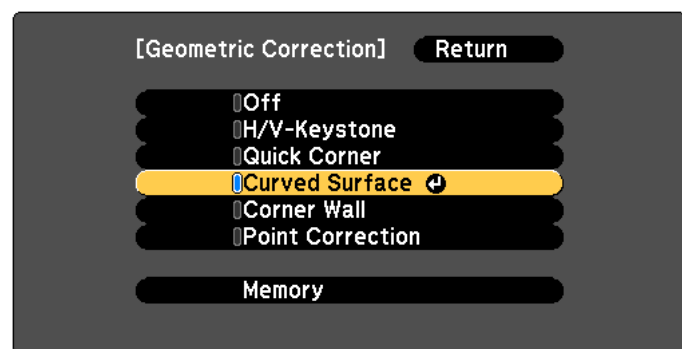 [Geometric Correction] Return
Off
H/V-Keystone
Quick Corner
Curved Surface
Corner Wall
Point Correction
Memory